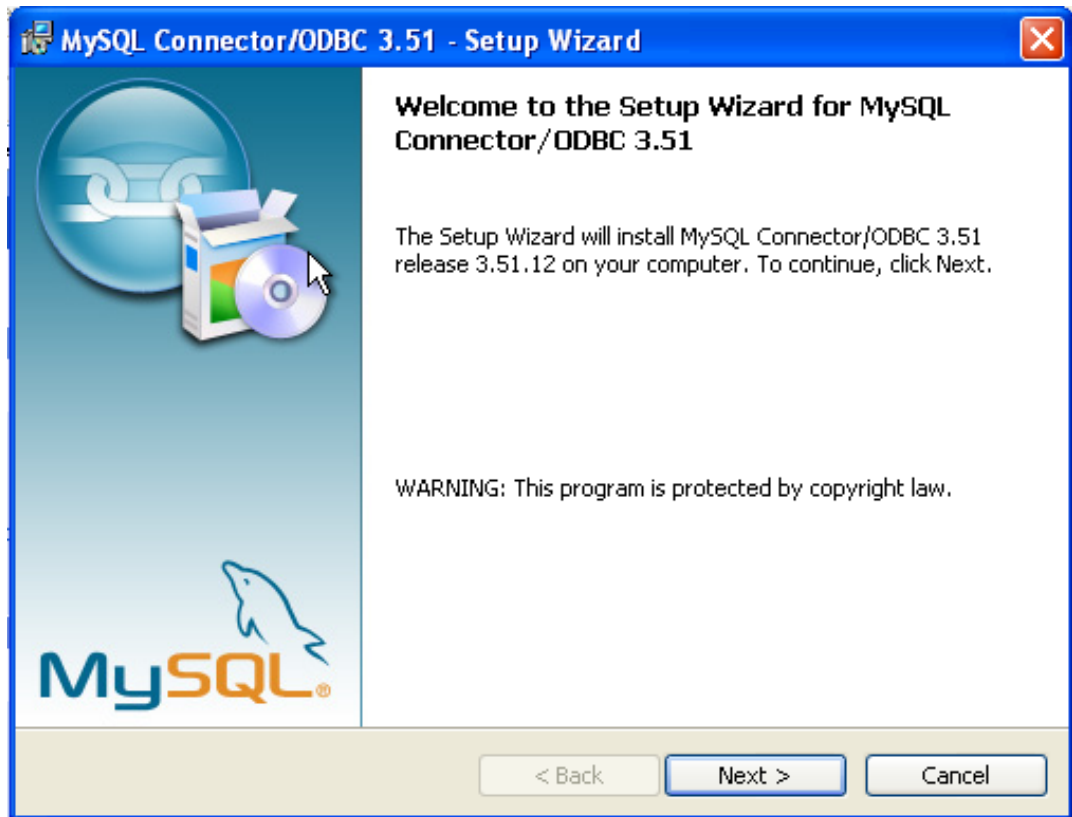 MySQL Connector/ODBC 3.51 - Setup Wizard
Welcome to the Setup Wizard for MySQL
Connector/ODBC 3.51
The Setup Wizard will install MySQL Connector/ODBC 3.51
release 3.51.12 on your computer. To continue, click Next.
WARNING: This program is protected by copyright law.
MySQL®
< Back
Next >
Cancel